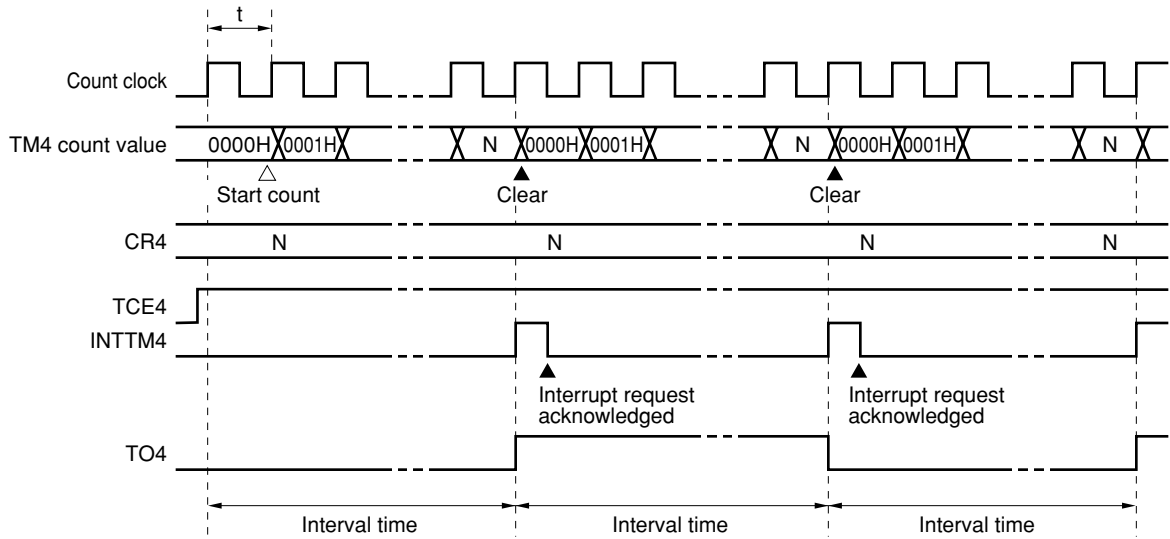 t
Count clock
TM4 count value
0000H 0001H N 0000H 0001H N 0000H 0001H N
Start count Clear Clear
CR4 N N N N
TCE4
INTTM4
Interrupt request
acknowledged
Interrupt request
acknowledged
TO4
Interval time Interval time Interval time